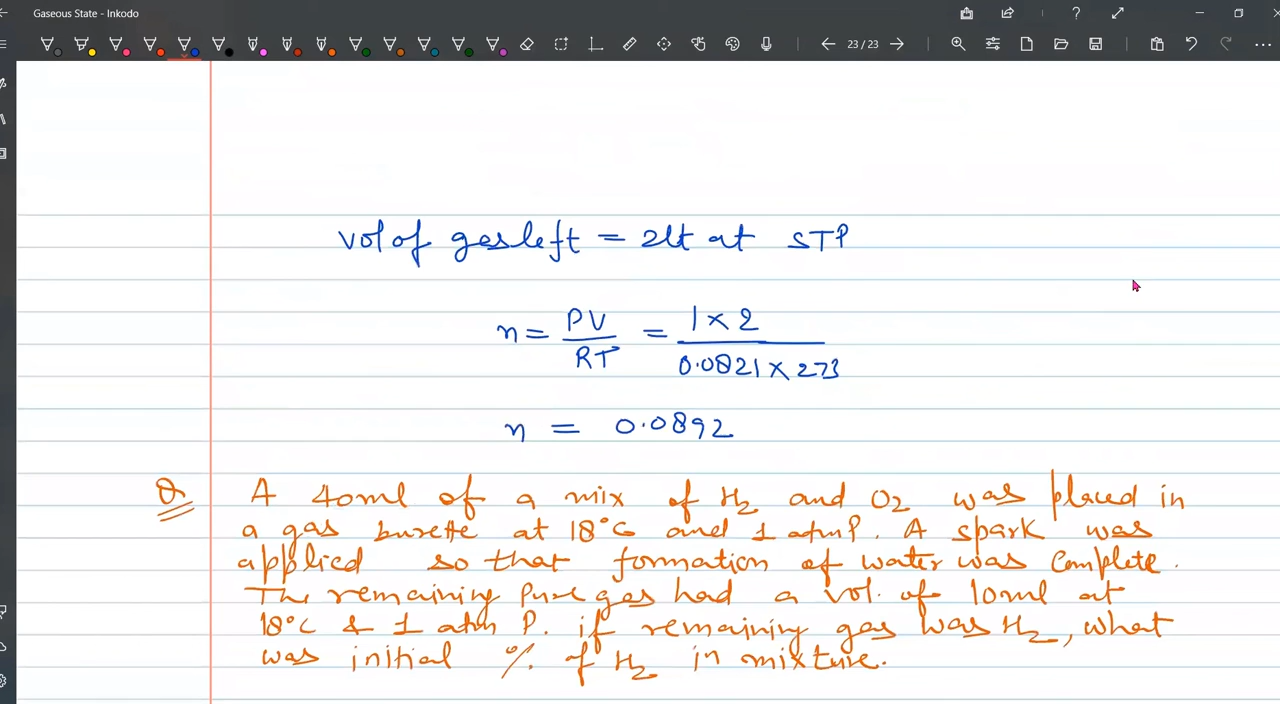 Gaseous State - Inkodo
23 / 23
vol of gas left = 2lt at STP
n = PV/RT = 1 × 2/0.0821 × 273
n = 0.0892
Q A 40ml of a mix of H₂ and O₂ was placed in
a gas burette at 18°C and 1 atm P. A spark was
applied so that formation of water was complete.
The remaining pure gas had a vol. of 10ml at
18°C & 1 atm P. if remaining gas was H₂, what
was initial % of H₂ in mixture.